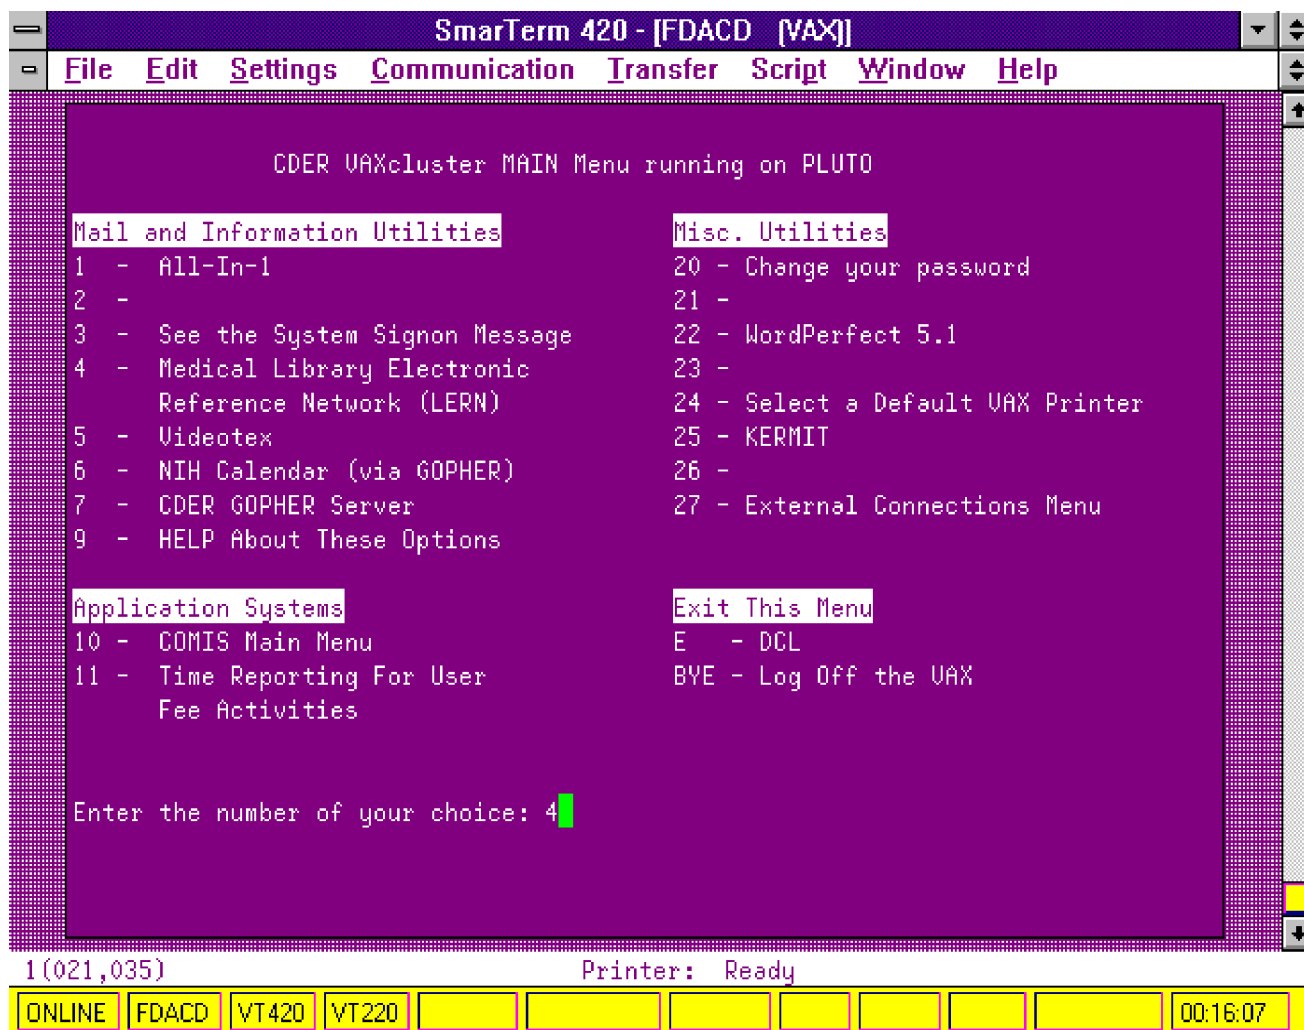 SmarTerm 420 - [FDACD (VAX)]
File Edit Settings Communication Transfer Script Window Help
CDER VAXcluster MAIN Menu running on PLUTO
Mail and Information Utilities
1 - All-In-1
2 -
3 - See the System Signon Message
4 - Medical Library Electronic
Reference Network (LERN)
5 - Videotex
6 - NIH Calendar (via GOPHER)
7 - CDER GOPHER Server
9 - HELP About These Options
Misc. Utilities
20 - Change your password
21 -
22 - WordPerfect 5.1
23 -
24 - Select a Default VAX Printer
25 - KERMIT
26 -
27 - External Connections Menu
Application Systems
10 - COMIS Main Menu
11 - Time Reporting For User
Fee Activities
Exit This Menu
E - DCL
BYE - Log Off the VAX
Enter the number of your choice: 4
1(021,035) Printer: Ready
ONLINE FDACD VT420 VT220 00:16:07